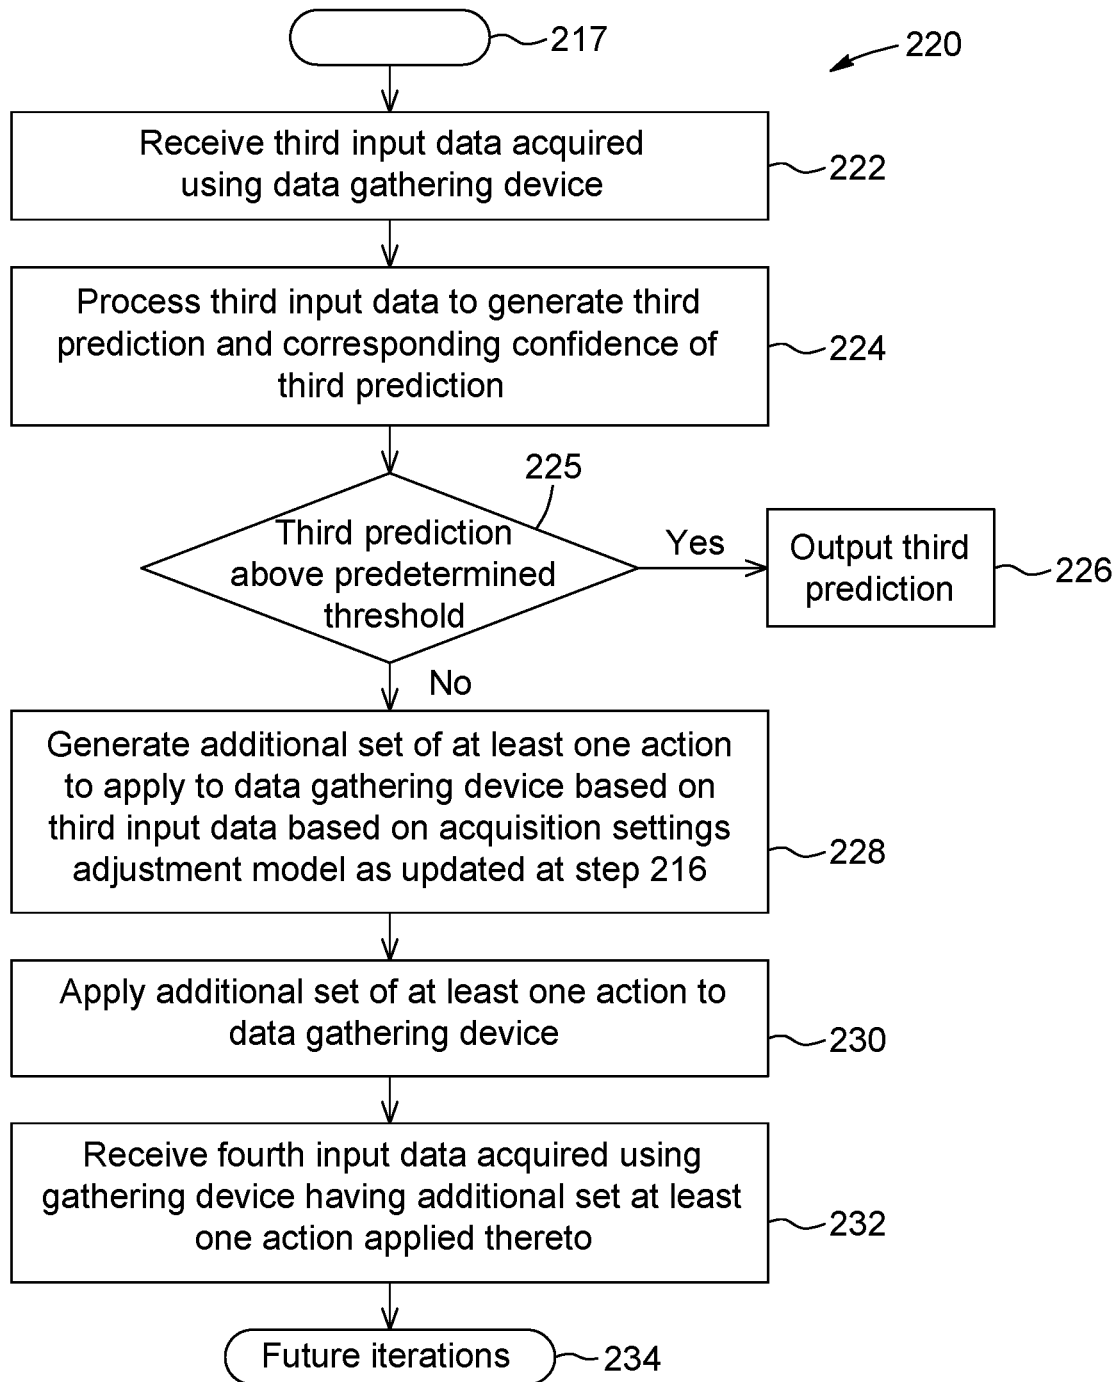 217
220
Receive third input data acquired
using data gathering device
222
Process third input data to generate third
prediction and corresponding confidence of
third prediction
224
225
Third prediction
above predetermined
threshold
Yes
Output third
prediction
226
No
Generate additional set of at least one action
to apply to data gathering device based on
third input data based on acquisition settings
adjustment model as updated at step 216
228
Apply additional set of at least one action to
data gathering device
230
Receive fourth input data acquired using
gathering device having additional set at least
one action applied thereto
232
Future iterations
234